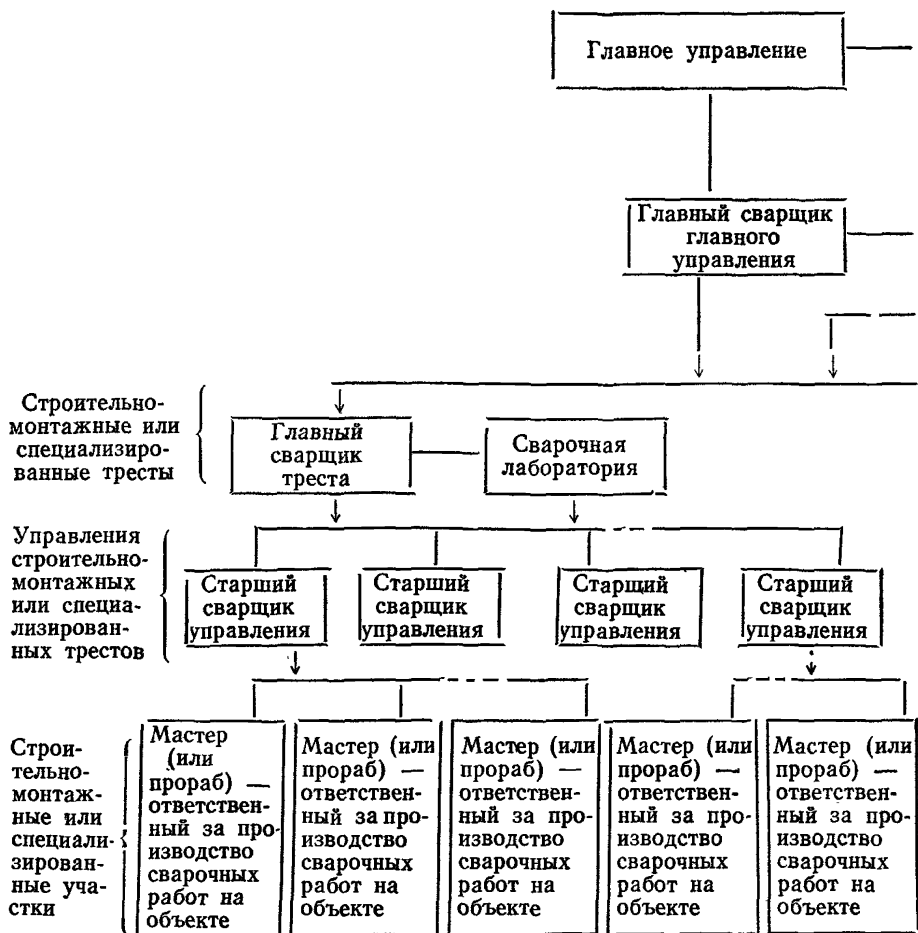 Главное управление
Главный сварщик
главного
управления
Строительно-
монтажные или
специализиро-
ванные тресты
Главный
сварщик
треста
Сварочная
лаборатория
Управления
строительно-
монтажных
или специа-
лизирован-
ных трестов
Старший
сварщик
управления
Старший
сварщик
управления
Старщий
сварщик
управления
Старший
сварщик
управления
Строи-
тельно-
монтаж-
ные или
специали-
зирован-
ные уча-
стки
Мастер
(или
прораб) —
ответствен-
ный за про-
изводство
сварочных
работ на
объекте
Мастер (или
прораб) —
ответствен-
ный за про-
изводство
сварочных
работ на
объекте
Мастер (или
прораб) —
ответствен-
ный за про-
изводство
сварочных
работ на
объекте
Мастер (или
прораб) —
ответствен-
ный за про-
изводство
сварочных
работ на
объекте
Мастер (или
прораб) —
ответствен-
ный за про-
изводство
сварочных
работ на
объекте